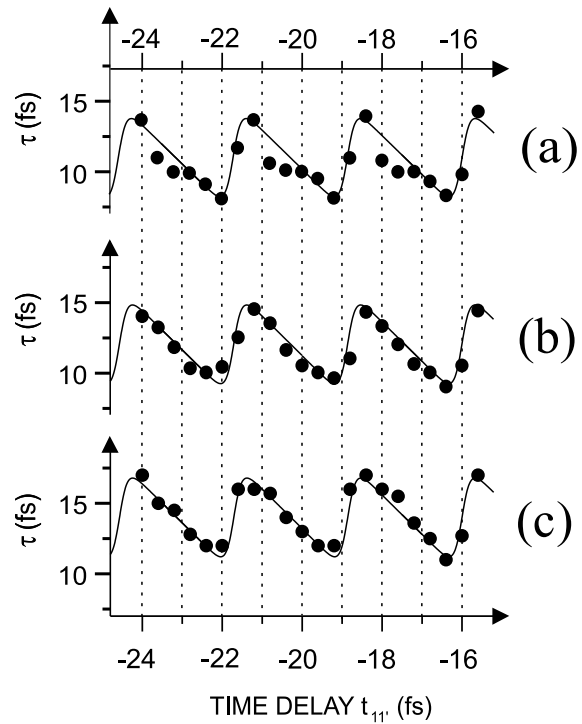 -24 -22 -20 -18 -16
15
10
τ (fs)
(a)
15
10
τ (fs)
(b)
15
10
τ (fs)
(c)
-24 -22 -20 -18 -16
TIME DELAY t11' (fs)